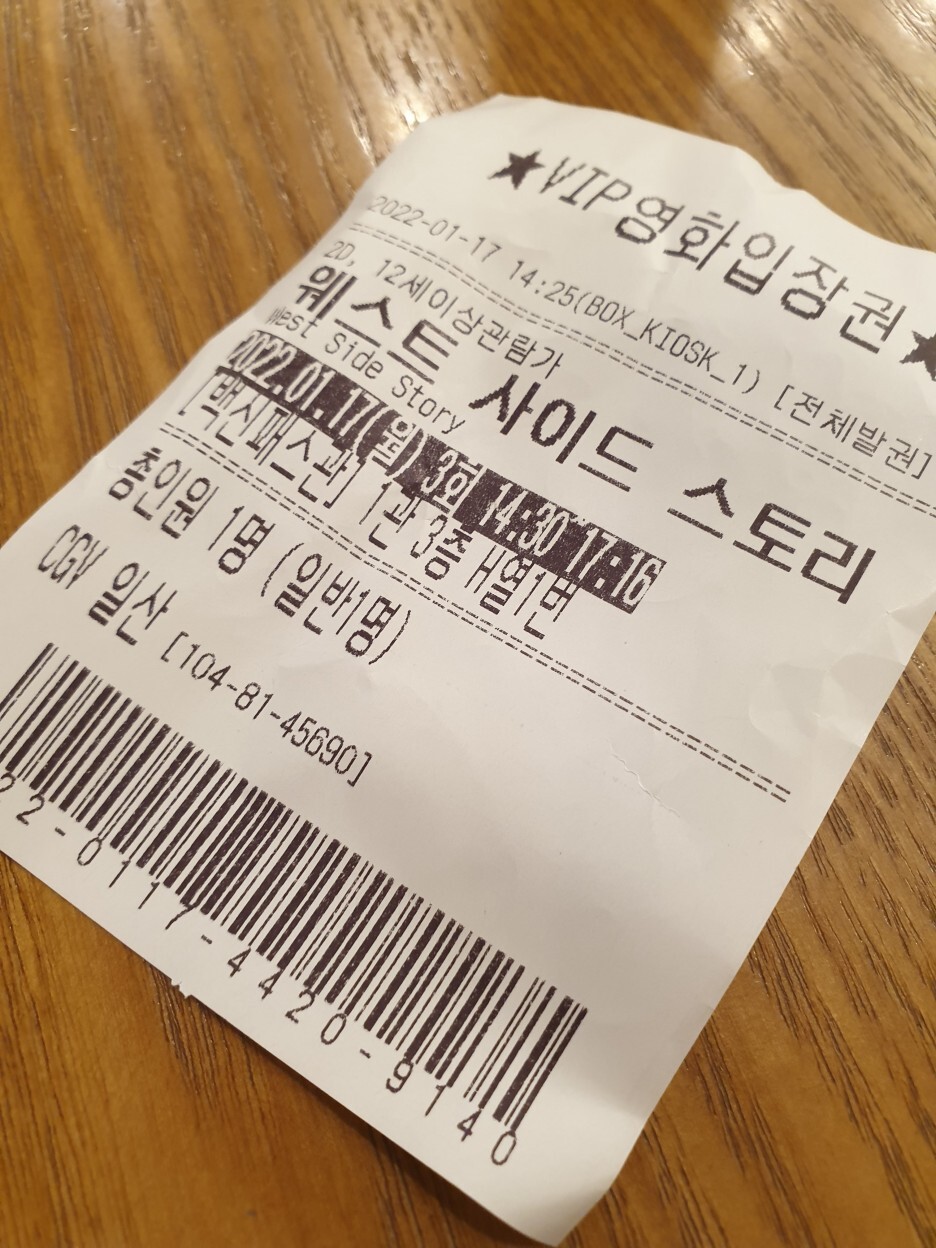 ★VIP영화입장권★
2022-01-17 14:25(BOX_KIOSK_1) [전체발권]
2D, 12세이상관람가
웨스트 사이드 스토리
West Side Story
2022.01.17(월) 3회 14:30~17:16
[백신패스관] 1관 3층 H열1번
총인원 1명 (일반1명)
CGV 일산 [104-81-45690]
22-0117-4420-9140